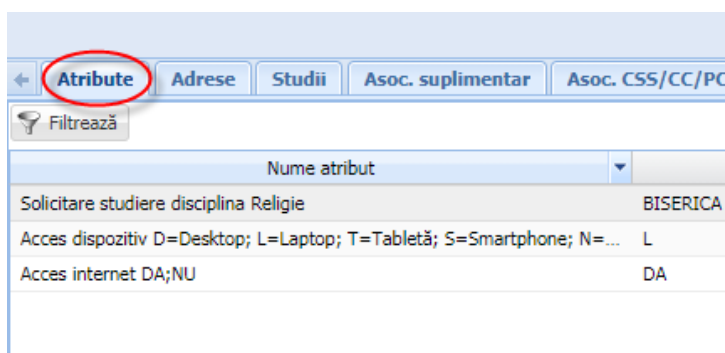 Atribute Adrese Studii Asoc. suplimentar Asoc. CSS/CC/PC
Filtrează
Nume atribut
Solicitare studiere disciplina Religie BISERICA
Acces dispozitiv D=Desktop; L=Laptop; T=Tabletă; S=Smartphone; N=... L
Acces internet DA;NU DA